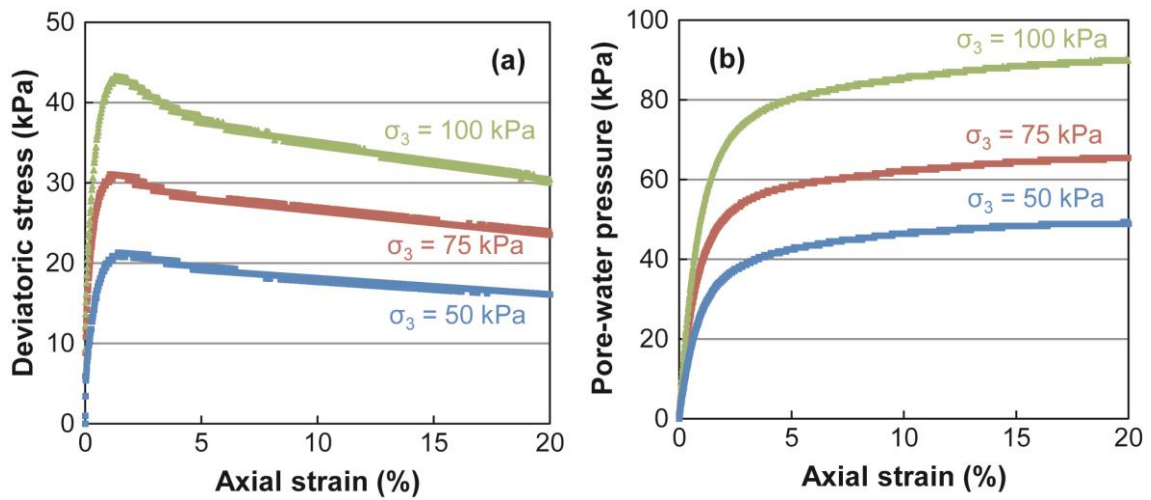 Deviatoric stress (kPa)
50
40
30
20
10
0
(a)
σ3 = 100 kPa
σ3 = 75 kPa
σ3 = 50 kPa
0 5 10 15 20
Axial strain (%)
Pore-water pressure (kPa)
100
80
60
40
20
0
(b)
σ3 = 100 kPa
σ3 = 75 kPa
σ3 = 50 kPa
0 5 10 15 20
Axial strain (%)